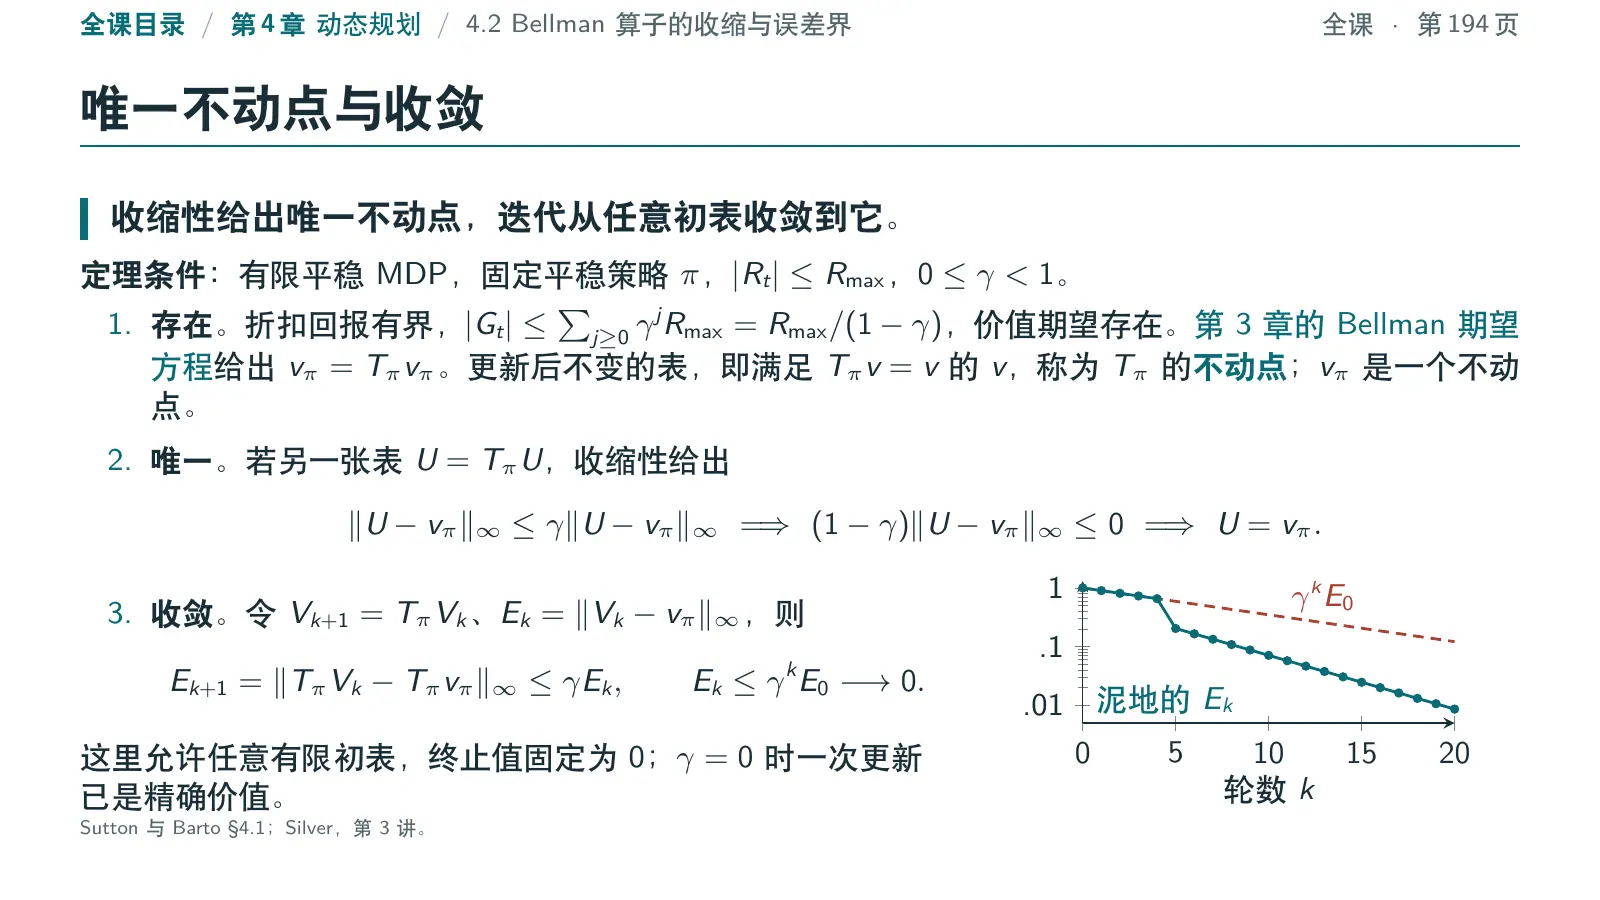 全课目录 / 第 4 章 动态规划 / 4.2 Bellman 算子的收缩与误差界
全课 · 第 194 页
唯一不动点与收敛
收缩性给出唯一不动点，迭代从任意初表收敛到它。
定理条件：有限平稳 MDP，固定平稳策略 π，|Rₜ| ≤ R_max，0 ≤ γ < 1。
1. 存在。折扣回报有界，|Gₜ| ≤ ∑_{j≥0} γ^j R_max = R_max/(1 − γ)，价值期望存在。第 3 章的 Bellman 期望
方程给出 v_π = T_π v_π。更新后不变的表，即满足 T_π v = v 的 v，称为 T_π 的不动点；v_π 是一个不动
点。
2. 唯一。若另一张表 U = T_π U，收缩性给出
‖U − v_π‖_∞ ≤ γ‖U − v_π‖_∞ ⟹ (1 − γ)‖U − v_π‖_∞ ≤ 0 ⟹ U = v_π.
3. 收敛。令 V_{k+1} = T_π V_k、E_k = ‖V_k − v_π‖_∞，则
E_{k+1} = ‖T_π V_k − T_π v_π‖_∞ ≤ γE_k, E_k ≤ γ^k E_0 ⟶ 0.
这里允许任意有限初表，终止值固定为 0；γ = 0 时一次更新
已是精确价值。
Sutton 与 Barto §4.1；Silver，第 3 讲。
1
.1
.01
γ^k E_0
泥地的 E_k
0 5 10 15 20
轮数 k